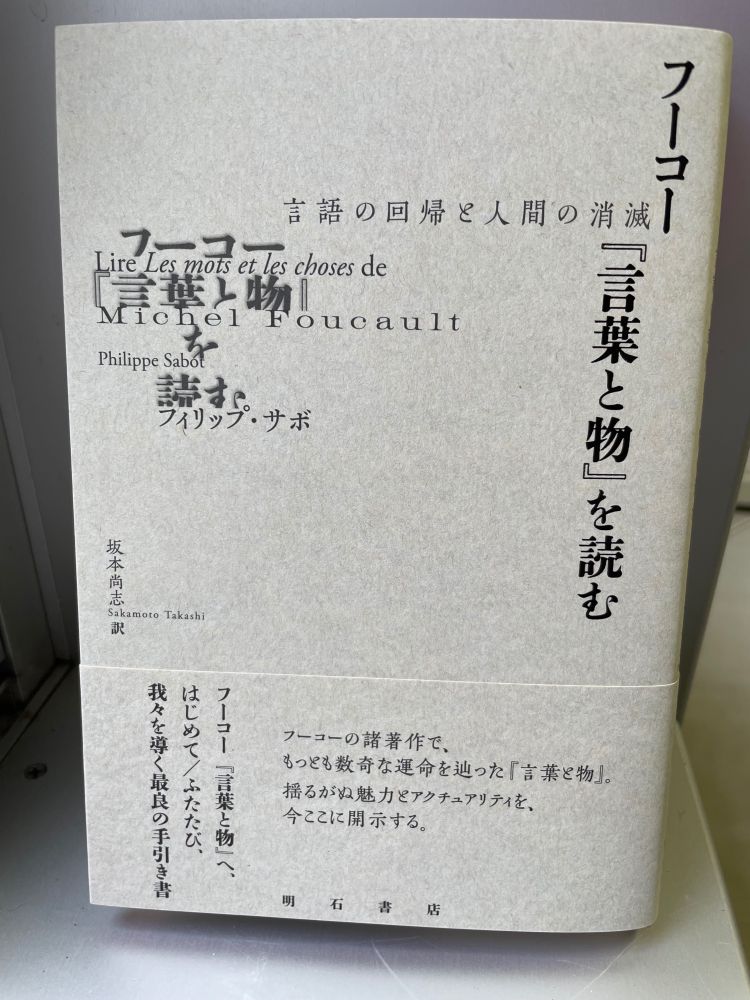 フーコー『言葉と物』を読む
言語の回帰と人間の消滅
フーコー
Lire Les mots et les choses de
『言葉と物』
Michel Foucault
を
Philippe Sabot
読む
フィリップ・サボ
坂本尚志
Sakamoto Takashi
訳
フーコー『言葉と物』へ、
はじめて／ふたたび、
我々を導く最良の手引き書
フーコーの諸著作で、
もっとも数奇な運命を辿った『言葉と物』。
揺るがぬ魅力とアクチュアリティを、
今ここに開示する。
明石書店